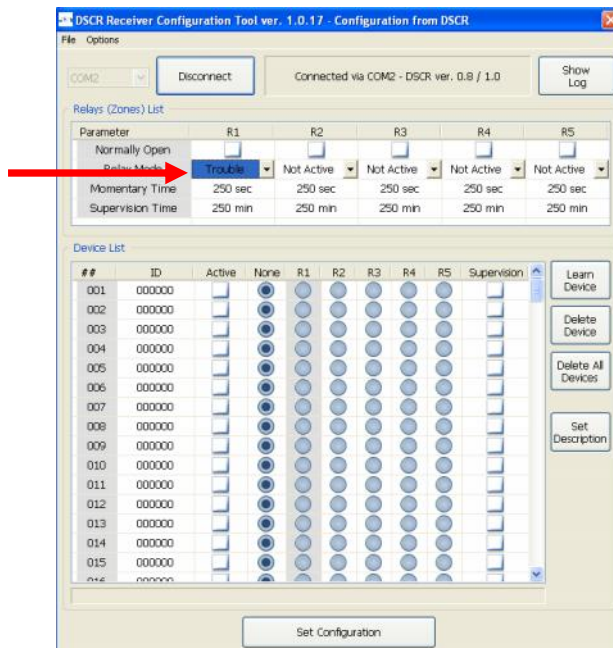 DSCR Receiver Configuration Tool ver. 1.0.17 - Configuration from DSCR
File Options
COM2 Disconnect Connected via COM2 - DSCR ver. 0.8 / 1.0 Show Log
Relays (Zones) List
Parameter R1 R2 R3 R4 R5
Normally Open
Relay Mode Trouble Not Active Not Active Not Active Not Active
Momentary Time 250 sec 250 sec 250 sec 250 sec 250 sec
Supervision Time 250 min 250 min 250 min 250 min 250 min
Device List
## ID Active None R1 R2 R3 R4 R5 Supervision
001 000000
002 000000
003 000000
004 000000
005 000000
006 000000
007 000000
008 000000
009 000000
010 000000
011 000000
012 000000
013 000000
014 000000
015 000000
016 000000
Learn Device
Delete Device
Delete All Devices
Set Description
Set Configuration